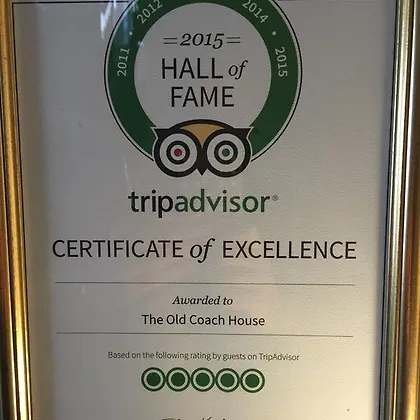 2011 • 2012
2014 • 2015
=2015=
HALL of
FAME
tripadvisor®
CERTIFICATE of EXCELLENCE
Awarded to
The Old Coach House
Based on the following rating by guests on TripAdvisor